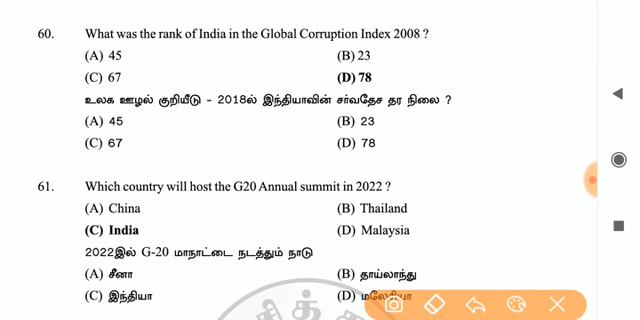 60. What was the rank of India in the Global Corruption Index 2008 ?
(A) 45 (B) 23
(C) 67 (D) 78
உலக ஊழல் குறியீடு - 2018ல் இந்தியாவின் சர்வதேச தர நிலை ?
(A) 45 (B) 23
(C) 67 (D) 78
61. Which country will host the G20 Annual summit in 2022 ?
(A) China (B) Thailand
(C) India (D) Malaysia
2022இல் G-20 மாநாட்டை நடத்தும் நாடு
(A) சீனா (B) தாய்லாந்து
(C) இந்தியா (D) மலேசியா